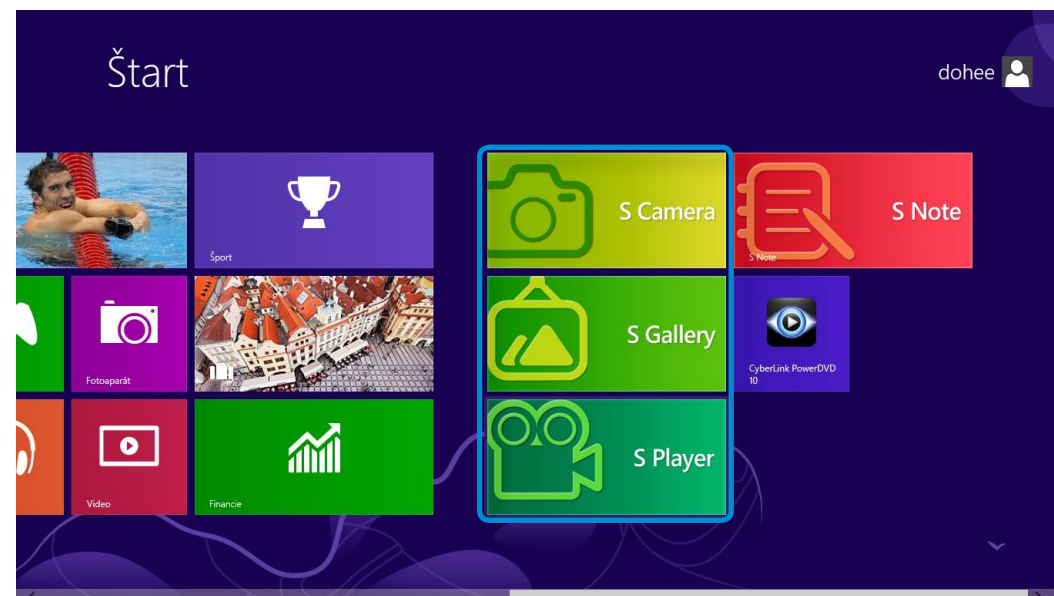 Štart
dohee
Šport
S Camera
S Note
S Note
Fotoaparát
S Gallery
CyberLink PowerDVD
10
Video
Financie
S Player